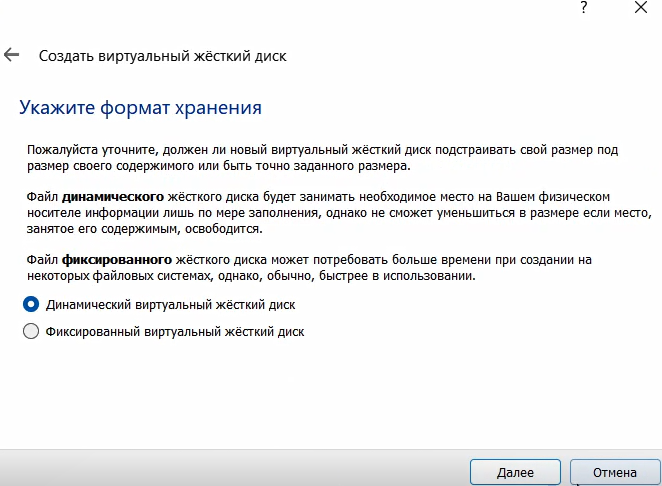 ?
Создать виртуальный жёсткий диск
Укажите формат хранения
Пожалуйста уточните, должен ли новый виртуальный жёсткий диск подстраивать свой размер под
размер своего содержимого или быть точно заданного размера.
Файл динамического жёсткого диска будет занимать необходимое место на Вашем физическом
носителе информации лишь по мере заполнения, однако не сможет уменьшиться в размере если место,
занятое его содержимым, освободится.
Файл фиксированного жёсткого диска может потребовать больше времени при создании на
некоторых файловых системах, однако, обычно, быстрее в использовании.
Динамический виртуальный жёсткий диск
Фиксированный виртуальный жёсткий диск
Далее
Отмена